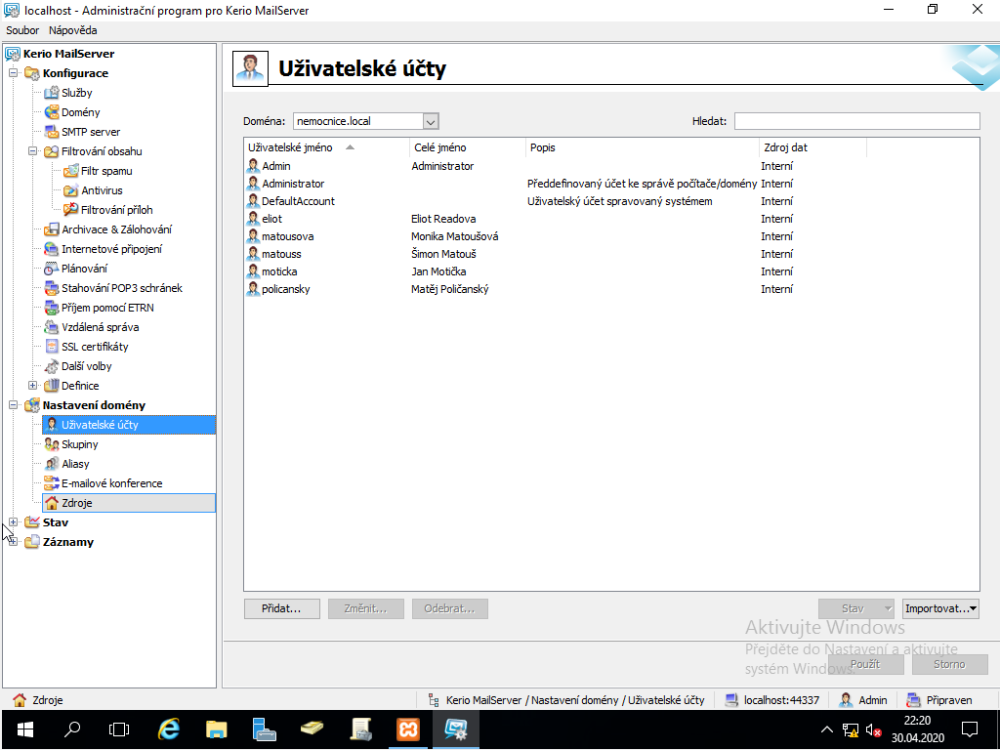 localhost - Administrační program pro Kerio MailServer
Soubor Nápověda
Kerio MailServer
Konfigurace
Služby
Domény
SMTP server
Filtrování obsahu
Filtr spamu
Antivirus
Filtrování příloh
Archivace & Zálohování
Internetové připojení
Plánování
Stahování POP3 schránek
Příjem pomocí ETRN
Vzdálená správa
SSL certifikáty
Další volby
Definice
Nastavení domény
Uživatelské účty
Skupiny
Aliasy
E-mailové konference
Zdroje
Stav
Záznamy
Uživatelské účty
Doména: nemocnice.local Hledat:
Uživatelské jméno Celé jméno Popis Zdroj dat
Admin Administrator Interní
Administrator Předdefinovaný účet ke správě počítače/domény Interní
DefaultAccount Uživatelský účet spravovaný systémem Interní
eliot Eliot Readova Interní
matousova Monika Matoušová Interní
matouss Šimon Matouš Interní
moticka Jan Motička Interní
policansky Matěj Poličanský Interní
Přidat... Změnit... Odebrat... Stav Importovat...
Aktivujte Windows
Přejděte do Nastavení a aktivujte
systém Windows.
Použít Storno
Zdroje Kerio MailServer / Nastavení domény / Uživatelské účty localhost:44337 Admin Připraven
22:20
30.04.2020